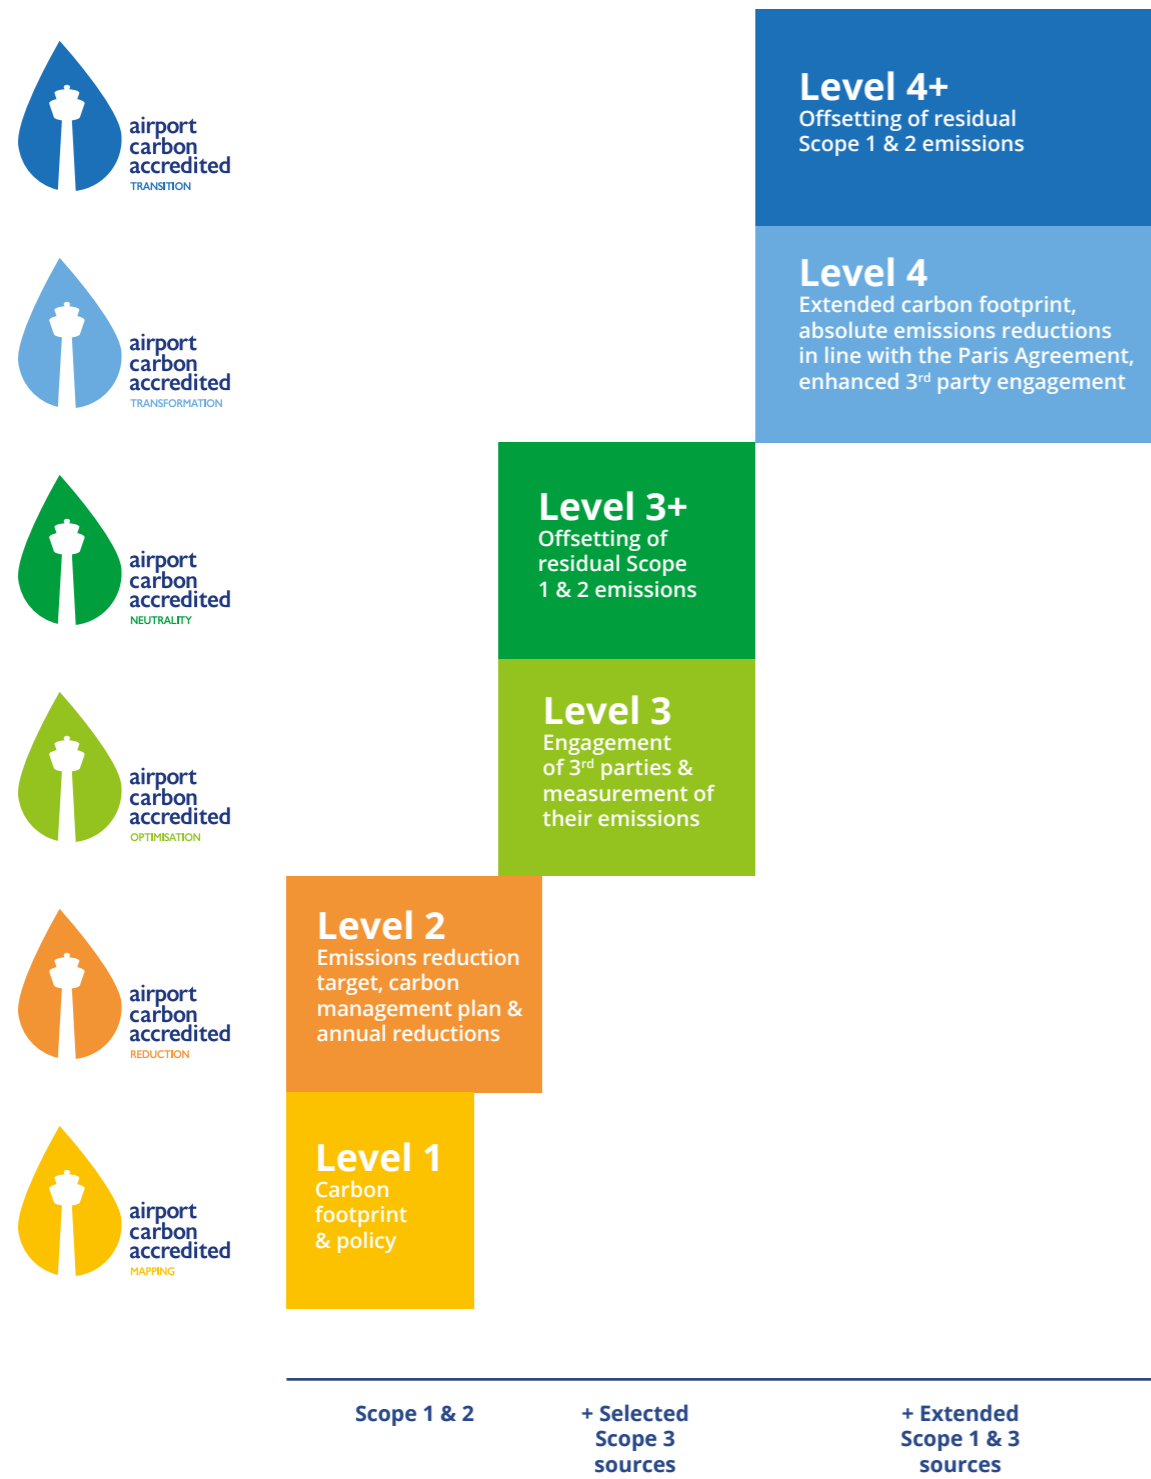 airport
carbon
accredited
TRANSITION
Level 4+
Offsetting of residual
Scope 1 & 2 emissions
airport
carbon
accredited
TRANSFORMATION
Level 4
Extended carbon footprint,
absolute emissions reductions
in line with the Paris Agreement,
enhanced 3rd party engagement
airport
carbon
accredited
NEUTRALITY
Level 3+
Offsetting of
residual Scope
1 & 2 emissions
airport
carbon
accredited
OPTIMISATION
Level 3
Engagement
of 3rd parties &
measurement of
their emissions
airport
carbon
accredited
REDUCTION
Level 2
Emissions reduction
target, carbon
management plan &
annual reductions
airport
carbon
accredited
MAPPING
Level 1
Carbon
footprint
& policy
Scope 1 & 2
+ Selected
Scope 3
sources
+ Extended
Scope 1 & 3
sources